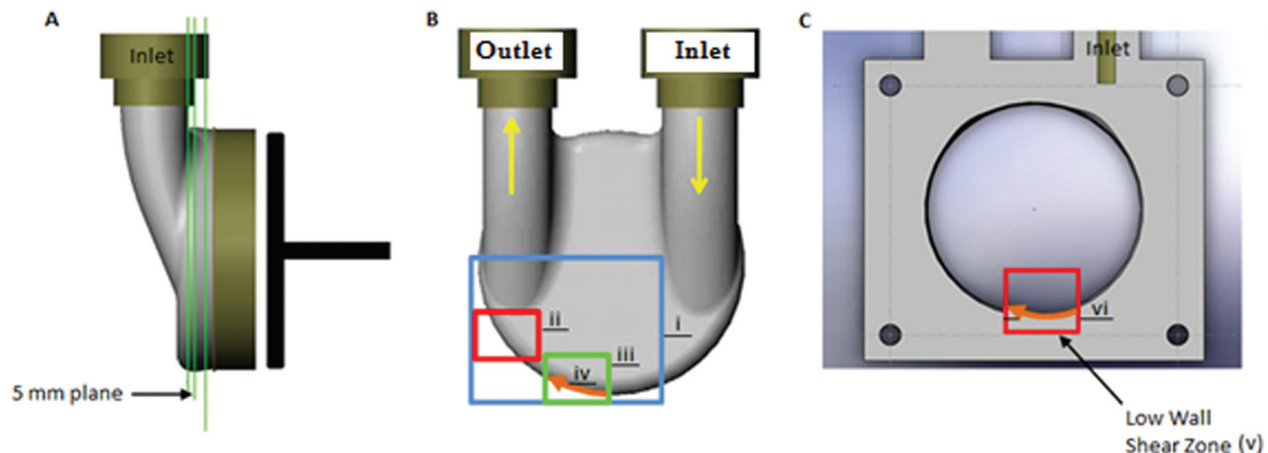 A
Inlet
5 mm plane
B
Outlet
Inlet
ii
i
iii
iv
C
Inlet
vi
Low Wall
Shear Zone (v)